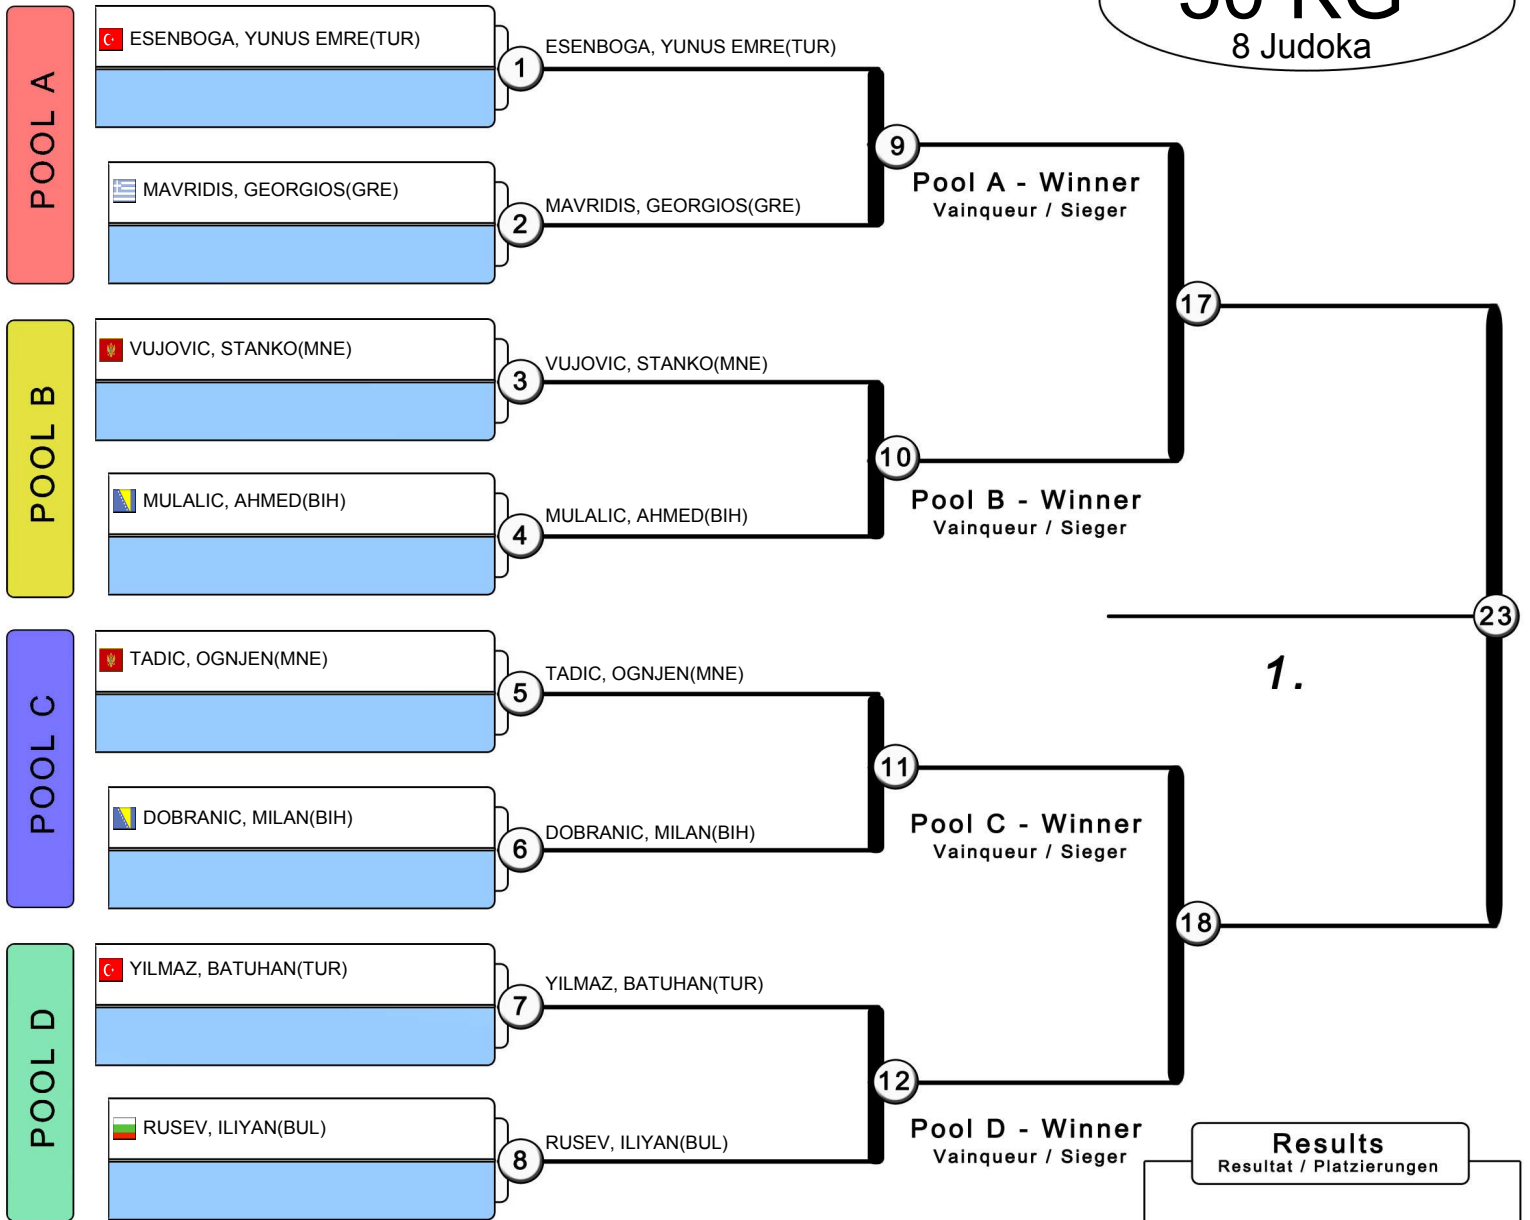 8 Judoka
POOL A
ESENBOGA, YUNUS EMRE(TUR)
1
ESENBOGA, YUNUS EMRE(TUR)
MAVRIDIS, GEORGIOS(GRE)
2
MAVRIDIS, GEORGIOS(GRE)
9
Pool A - Winner
Vainqueur / Sieger
POOL B
VUJOVIC, STANKO(MNE)
3
VUJOVIC, STANKO(MNE)
MULALIC, AHMED(BIH)
4
MULALIC, AHMED(BIH)
10
Pool B - Winner
Vainqueur / Sieger
17
POOL C
TADIC, OGNJEN(MNE)
5
TADIC, OGNJEN(MNE)
DOBRANIC, MILAN(BIH)
6
DOBRANIC, MILAN(BIH)
11
Pool C - Winner
Vainqueur / Sieger
POOL D
YILMAZ, BATUHAN(TUR)
7
YILMAZ, BATUHAN(TUR)
RUSEV, ILIYAN(BUL)
8
RUSEV, ILIYAN(BUL)
12
Pool D - Winner
Vainqueur / Sieger
18
23
1.
Results
Resultat / Platzierungen